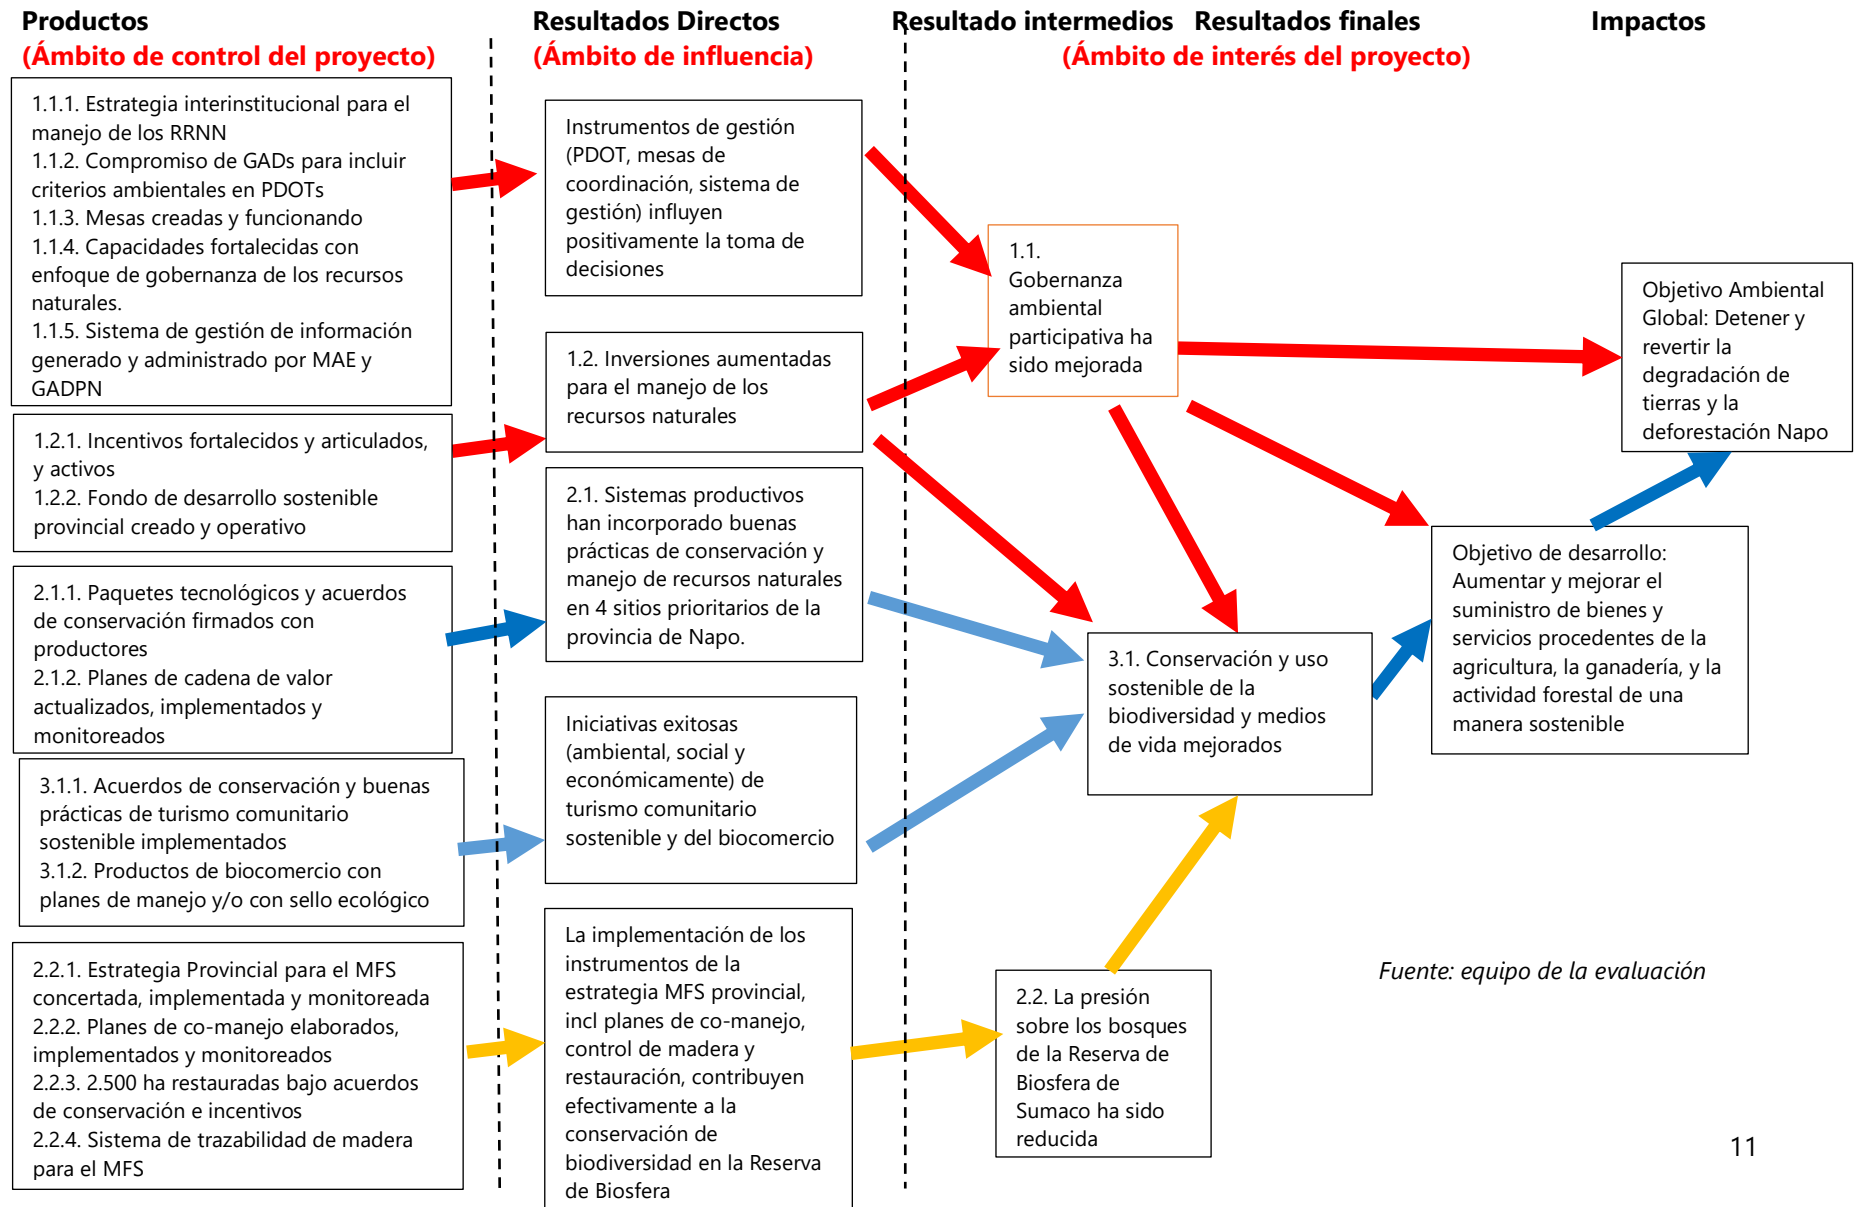 Productos
(Ámbito de control del proyecto)
Resultados Directos
(Ámbito de influencia)
Resultado intermedios
Resultados finales
Impactos
(Ámbito de interés del proyecto)
1.1.1. Estrategia interinstitucional para el
manejo de los RRNN
1.1.2. Compromiso de GADs para incluir
criterios ambientales en PDOTs
1.1.3. Mesas creadas y funcionando
1.1.4. Capacidades fortalecidas con
enfoque de gobernanza de los recursos
naturales.
1.1.5. Sistema de gestión de información
generado y administrado por MAE y
GADPN
1.2.1. Incentivos fortalecidos y articulados,
y activos
1.2.2. Fondo de desarrollo sostenible
provincial creado y operativo
2.1.1. Paquetes tecnológicos y acuerdos
de conservación firmados con
productores
2.1.2. Planes de cadena de valor
actualizados, implementados y
monitoreados
3.1.1. Acuerdos de conservación y buenas
prácticas de turismo comunitario
sostenible implementados
3.1.2. Productos de biocomercio con
planes de manejo y/o con sello ecológico
2.2.1. Estrategia Provincial para el MFS
concertada, implementada y monitoreada
2.2.2. Planes de co-manejo elaborados,
implementados y monitoreados
2.2.3. 2.500 ha restauradas bajo acuerdos
de conservación e incentivos
2.2.4. Sistema de trazabilidad de madera
para el MFS
Instrumentos de gestión
(PDOT, mesas de
coordinación, sistema de
gestión) influyen
positivamente la toma de
decisiones
1.2. Inversiones aumentadas
para el manejo de los
recursos naturales
2.1. Sistemas productivos
han incorporado buenas
prácticas de conservación y
manejo de recursos naturales
en 4 sitios prioritarios de la
provincia de Napo.
Iniciativas exitosas
(ambiental, social y
económicamente) de
turismo comunitario
sostenible y del biocomercio
La implementación de los
instrumentos de la
estrategia MFS provincial,
incl planes de co-manejo,
control de madera y
restauración, contribuyen
efectivamente a la
conservación de
biodiversidad en la Reserva
de Biosfera
1.1.
Gobernanza
ambiental
participativa ha
sido mejorada
3.1. Conservación y uso
sostenible de la
biodiversidad y medios
de vida mejorados
2.2. La presión
sobre los bosques
de la Reserva de
Biosfera de
Sumaco ha sido
reducida
Objetivo Ambiental
Global: Detener y
revertir la
degradación de
tierras y la
deforestación Napo
Objetivo de desarrollo:
Aumentar y mejorar el
suministro de bienes y
servicios procedentes de la
agricultura, la ganadería, y la
actividad forestal de una
manera sostenible
Fuente: equipo de la evaluación
11